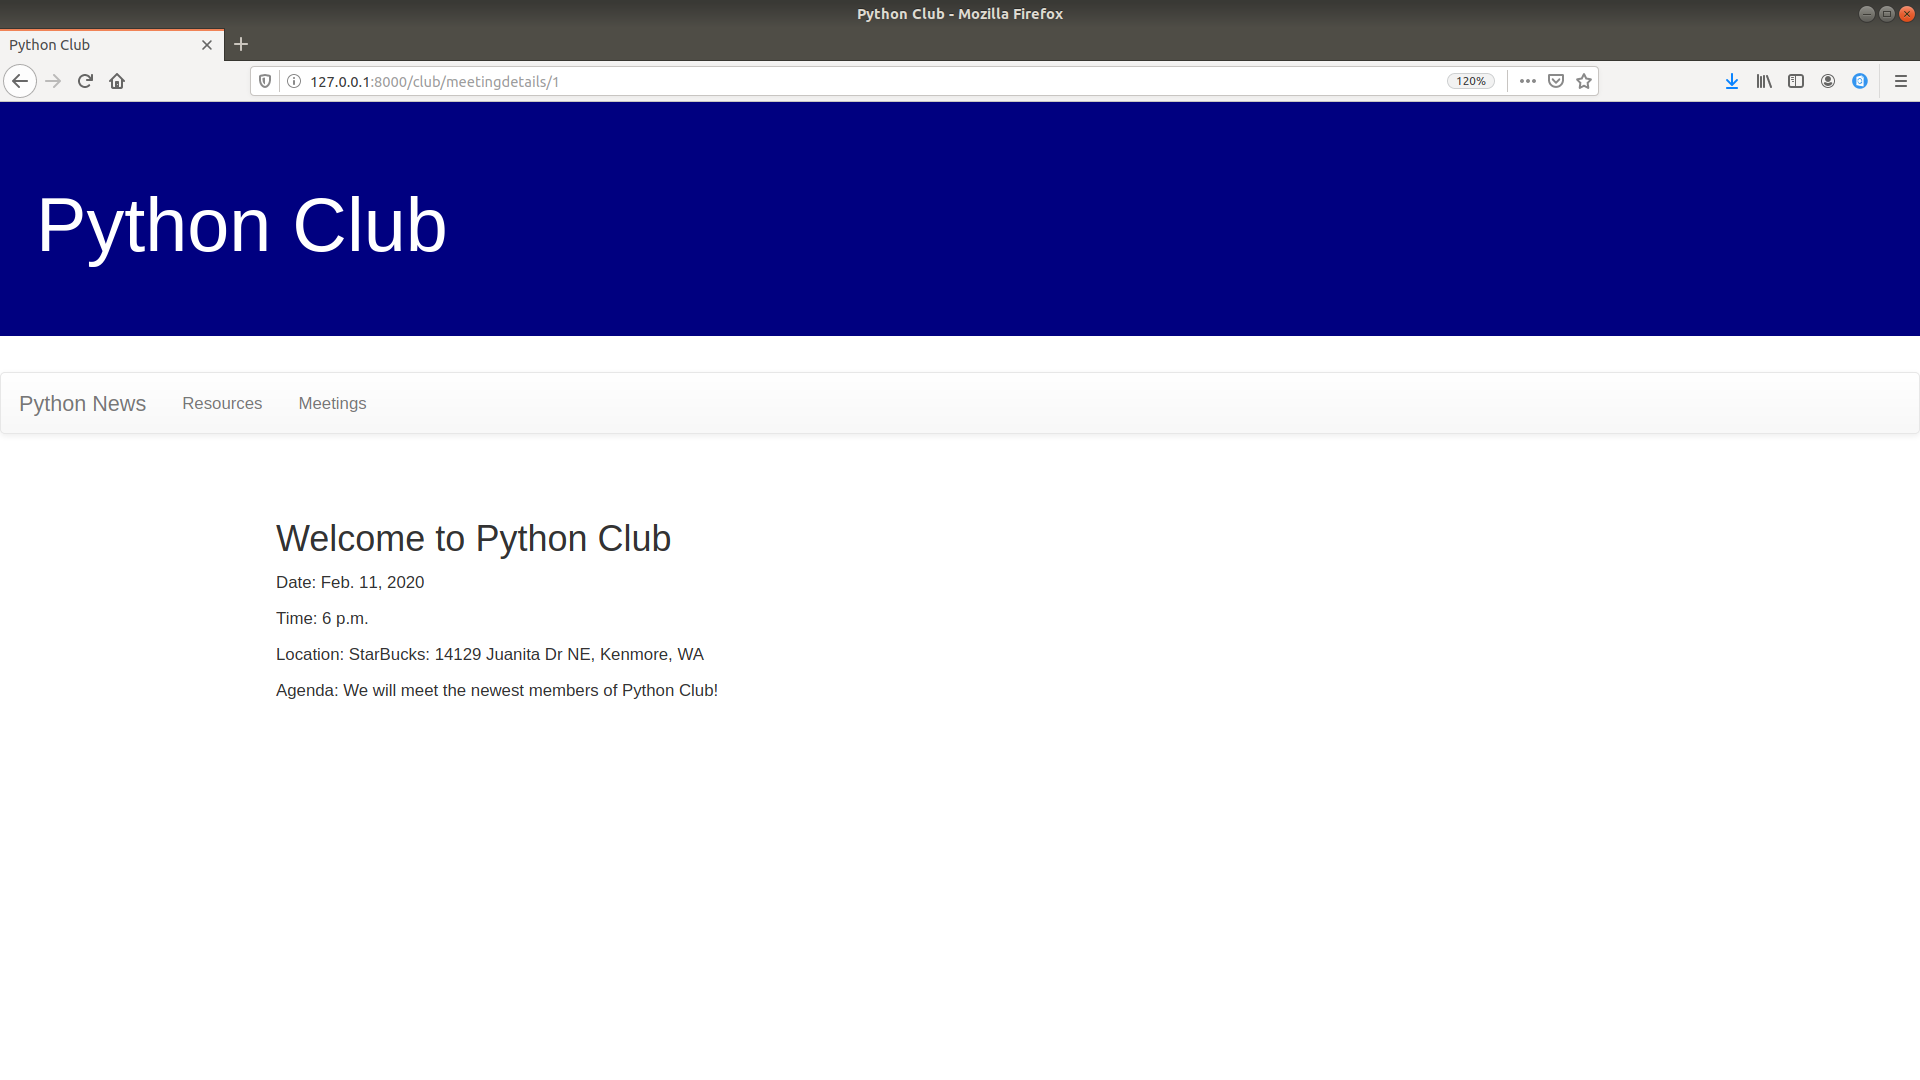 Python Club - Mozilla Firefox
Python Club
127.0.0.1:8000/club/meetingdetails/1
120%
Python Club
Python News
Resources
Meetings
Welcome to Python Club
Date: Feb. 11, 2020
Time: 6 p.m.
Location: StarBucks: 14129 Juanita Dr NE, Kenmore, WA
Agenda: We will meet the newest members of Python Club!